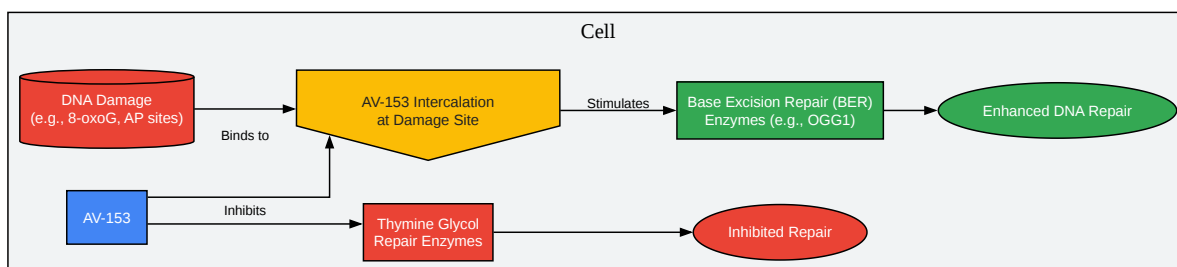 Cell
DNA Damage
(e.g., 8-oxoG, AP sites)
Binds to
AV-153 Intercalation
at Damage Site
Stimulates
Base Excision Repair (BER)
Enzymes (e.g., OGG1)
Enhanced DNA Repair
AV-153
Inhibits
Thymine Glycol
Repair Enzymes
Inhibited Repair